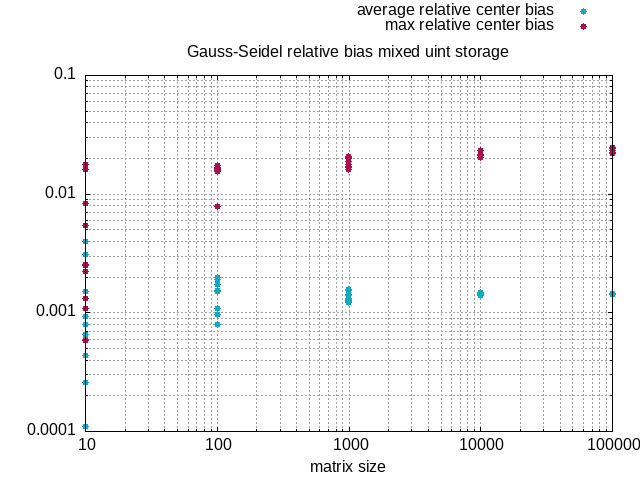 average relative center bias
max relative center bias
Gauss-Seidel relative bias mixed uint storage
0.1
0.01
0.001
0.0001
10 100 1000 10000 100000
matrix size